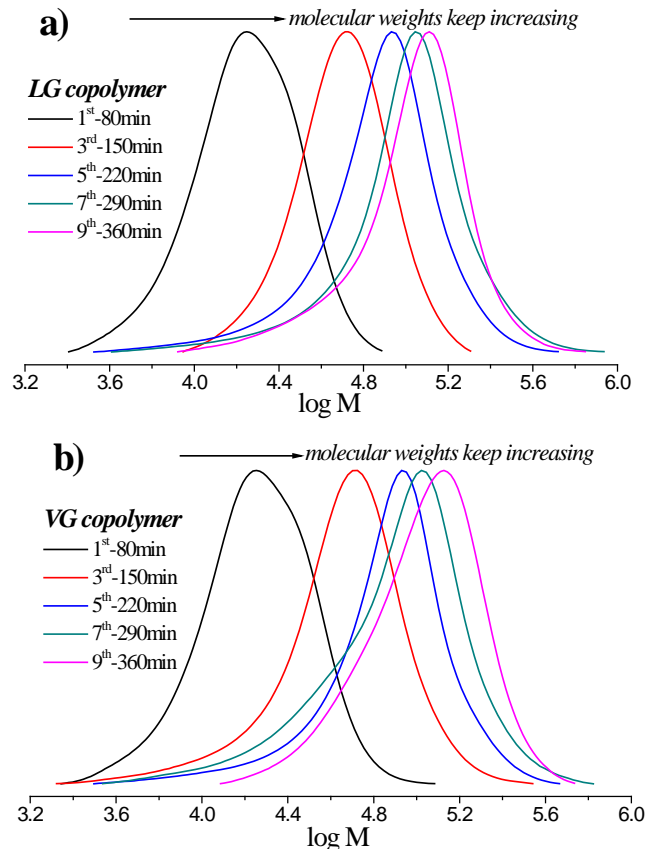 a)
molecular weights keep increasing
LG copolymer
1st-80min
3rd-150min
5th-220min
7th-290min
9th-360min
3.2 4.0 4.4 4.8 5.2 5.6 6.0
log M
b)
molecular weights keep increasing
VG copolymer
1st-80min
3rd-150min
5th-220min
7th-290min
9th-360min
3.2 3.6 4.0 4.4 4.8 5.2 5.6 6.0
log M